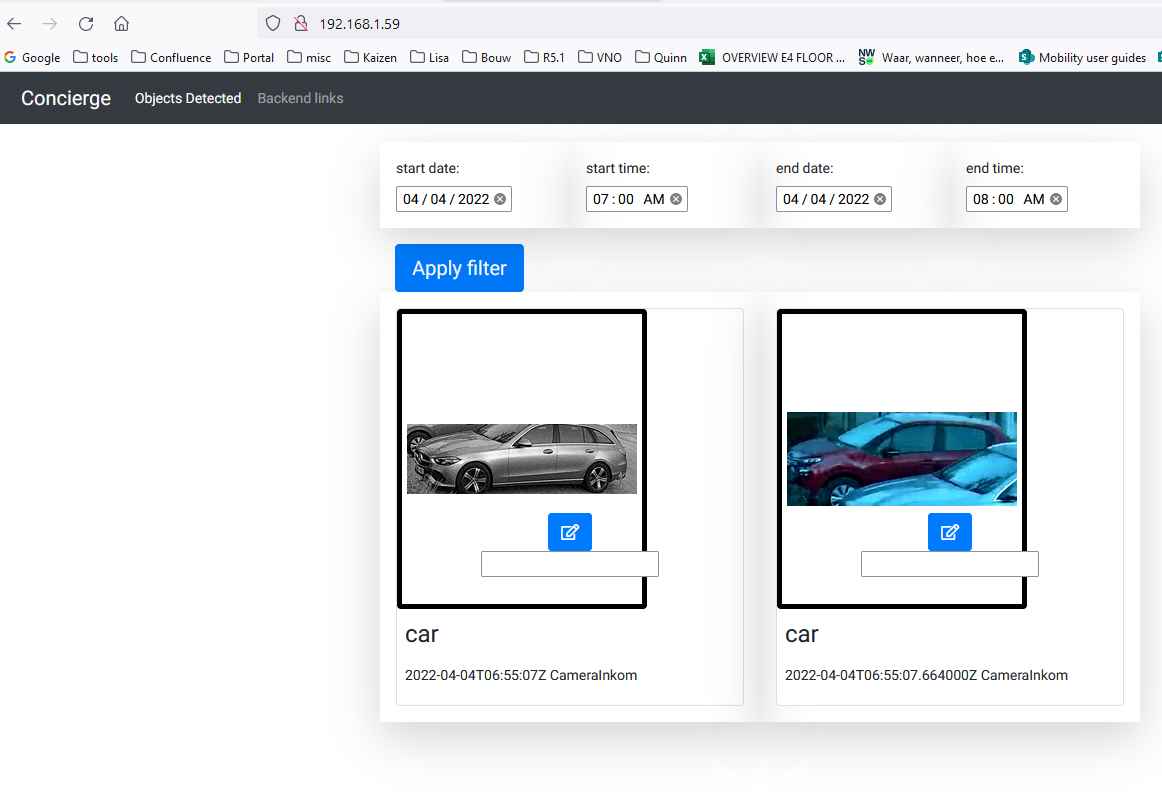 192.168.1.59
Google tools Confluence Portal misc Kaizen Lisa Bouw R5.1 VNO Quinn OVERVIEW E4 FLOOR ... NW S Waar, wanneer, hoe e... S Mobility user guides
Concierge Objects Detected Backend links
start date: start time: end date: end time:
04 / 04 / 2022 07 : 00 AM 04 / 04 / 2022 08 : 00 AM
Apply filter
car car
2022-04-04T06:55:07Z CameraInkom 2022-04-04T06:55:07.664000Z CameraInkom